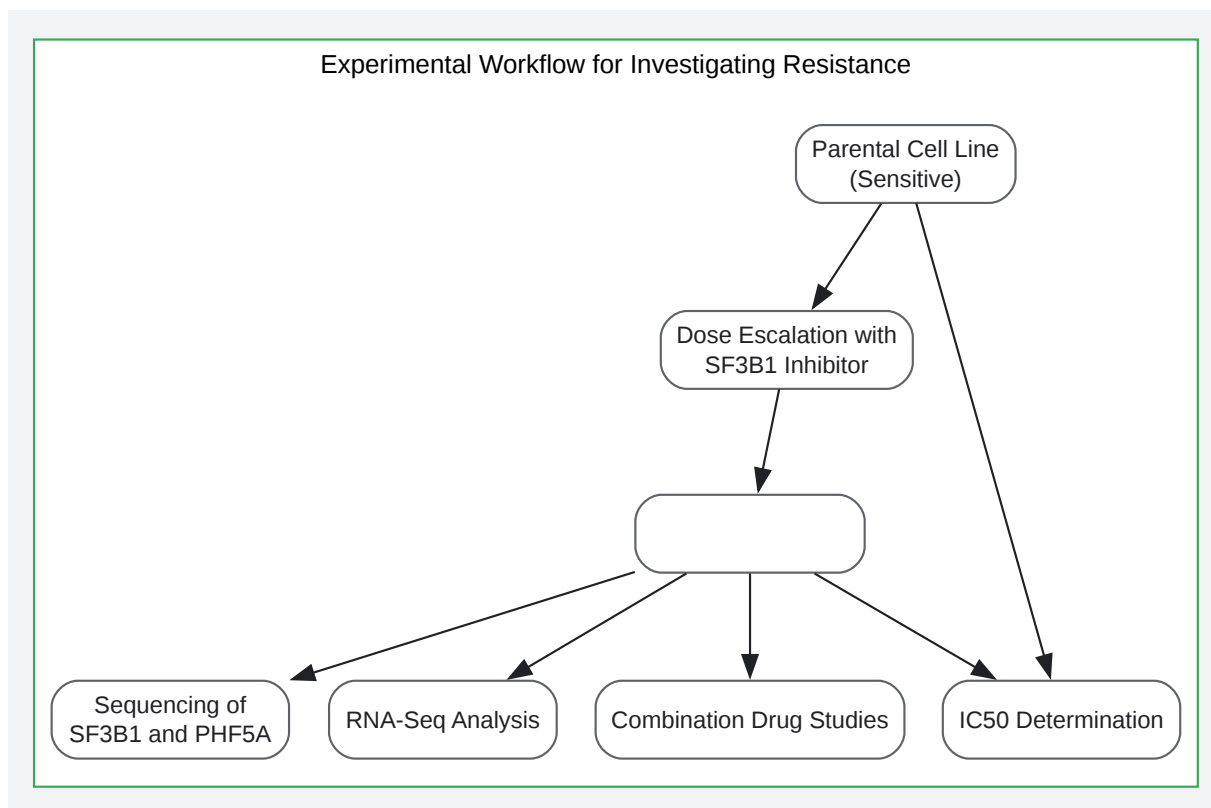 Experimental Workflow for Investigating Resistance
Parental Cell Line
(Sensitive)
Dose Escalation with
SF3B1 Inhibitor
Sequencing of
SF3B1 and PHF5A
RNA-Seq Analysis
Combination Drug Studies
IC50 Determination